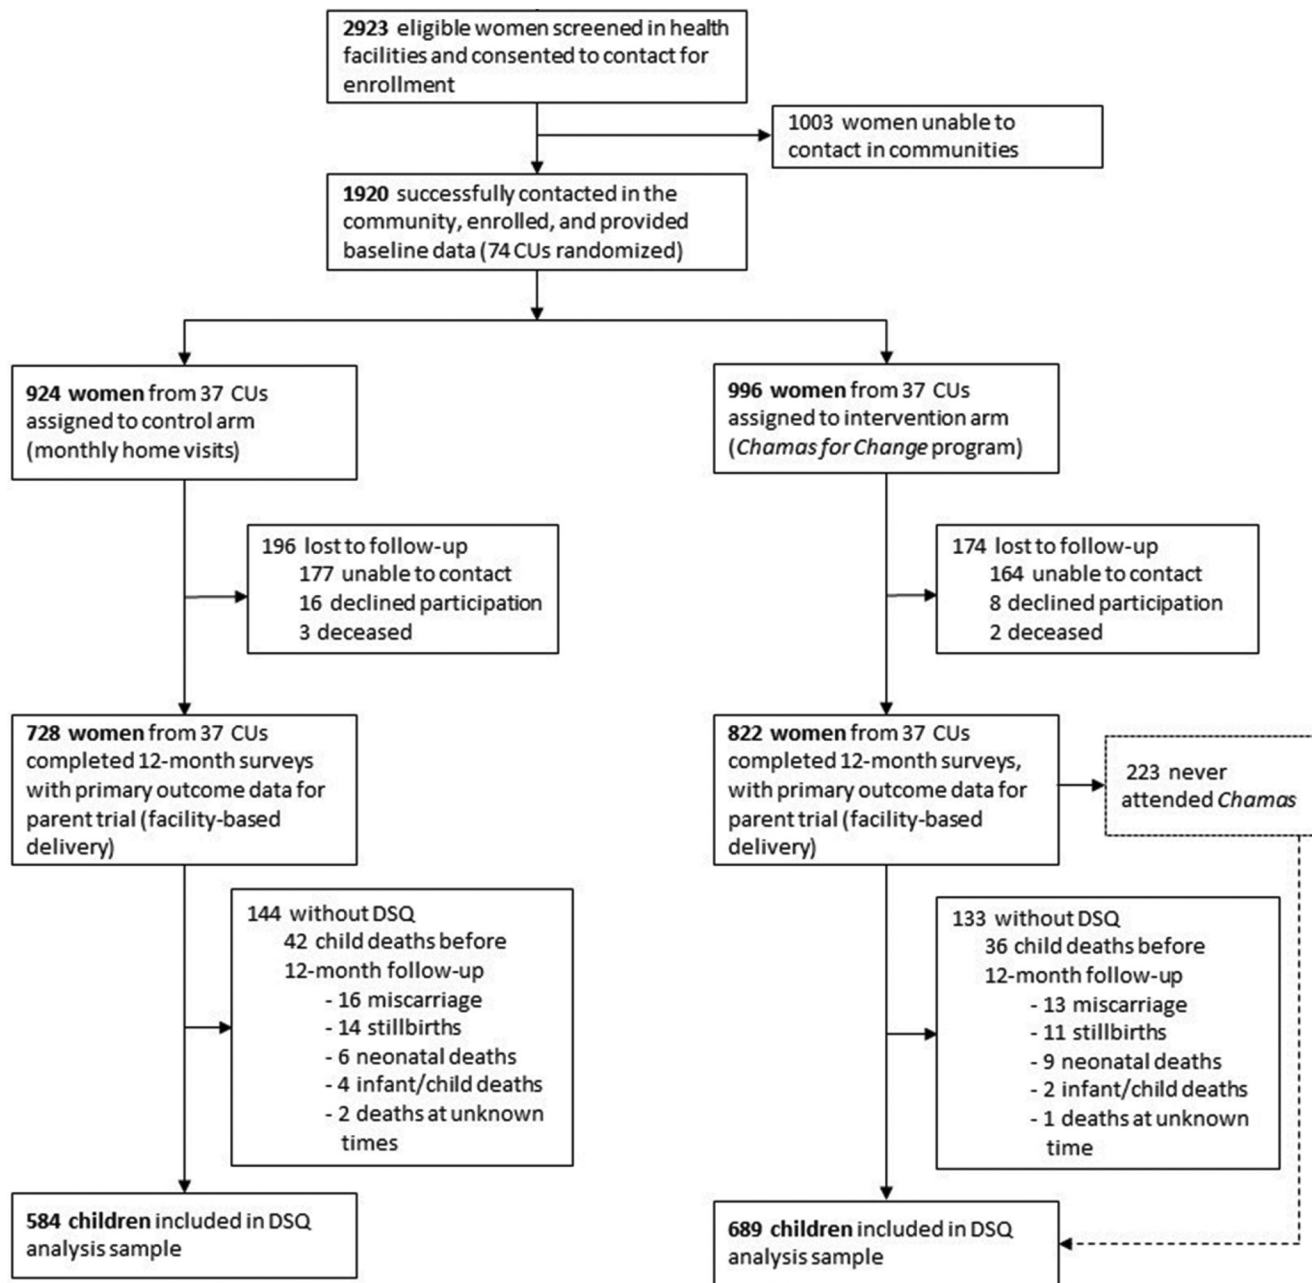 2923 eligible women screened in health
facilities and consented to contact for
enrollment
1003 women unable to
contact in communities
1920 successfully contacted in the
community, enrolled, and provided
baseline data (74 CUs randomized)
924 women from 37 CUs
assigned to control arm
(monthly home visits)
996 women from 37 CUs
assigned to intervention arm
(Chamas for Change program)
196 lost to follow-up
177 unable to contact
16 declined participation
3 deceased
174 lost to follow-up
164 unable to contact
8 declined participation
2 deceased
728 women from 37 CUs
completed 12-month surveys
with primary outcome data for
parent trial (facility-based
delivery)
822 women from 37 CUs
completed 12-month surveys,
with primary outcome data for
parent trial (facility-based
delivery)
223 never
attended Chamas
144 without DSQ
42 child deaths before
12-month follow-up
- 16 miscarriage
- 14 stillbirths
- 6 neonatal deaths
- 4 infant/child deaths
- 2 deaths at unknown
times
133 without DSQ
36 child deaths before
12-month follow-up
- 13 miscarriage
- 11 stillbirths
- 9 neonatal deaths
- 2 infant/child deaths
- 1 deaths at unknown
time
584 children included in DSQ
analysis sample
689 children included in DSQ
analysis sample